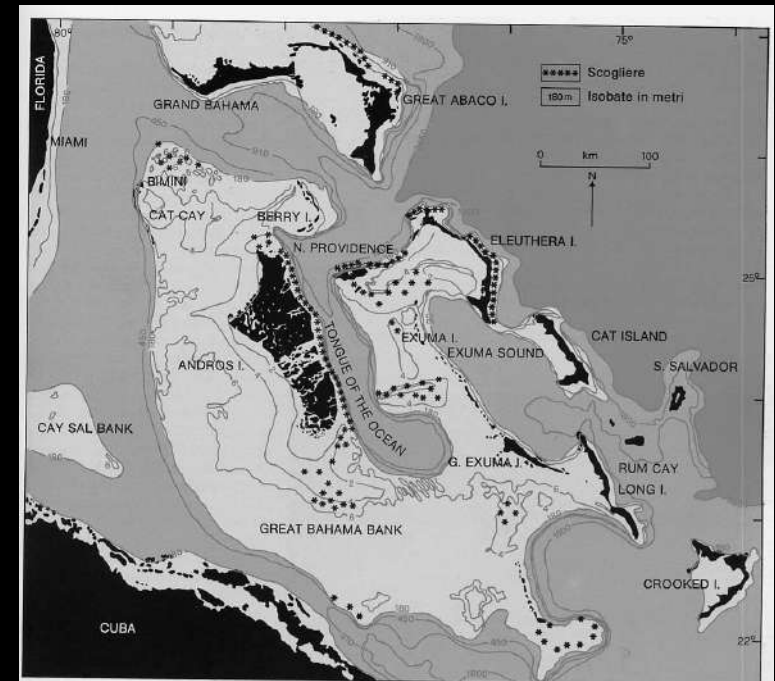 80°
75°
FLORIDA
MIAMI
GRAND BAHAMA
GREAT ABACO I.
Scogliere
180 m Isobate in metri
0 km 100
N
BIMINI
CAT CAY
BERRY I.
N. PROVIDENCE
ELEUTHERA I.
25°
TONGUE OF THE OCEAN
EXUMA I.
EXUMA SOUND
CAT ISLAND
S. SALVADOR
ANDROS I.
CAY SAL BANK
G. EXUMA I.
RUM CAY
LONG I.
GREAT BAHAMA BANK
CROOKED I.
CUBA
22°